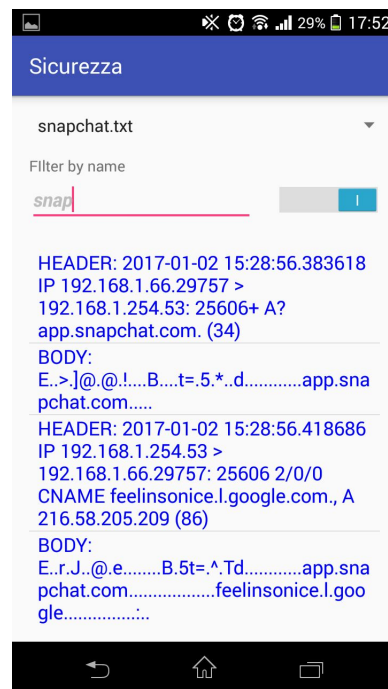 29% 17:52
Sicurezza
snapchat.txt
FIlter by name
snap
HEADER: 2017-01-02 15:28:56.383618
IP 192.168.1.66.29757 >
192.168.1.254.53: 25606+ A?
app.snapchat.com. (34)
BODY:
E..>.]@.@.!....B....t=.5.*..d............app.sna
pchat.com.....
HEADER: 2017-01-02 15:28:56.418686
IP 192.168.1.254.53 >
192.168.1.66.29757: 25606 2/0/0
CNAME feelinsonice.l.google.com., A
216.58.205.209 (86)
BODY:
E..r.J..@.e........B.5t=.^.Td............app.sna
pchat.com..................feelinsonice.l.goo
gle...............:..